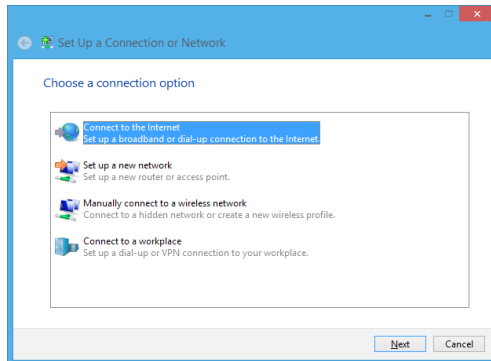 Set Up a Connection or Network
Choose a connection option
Connect to the Internet
Set up a broadband or dial-up connection to the Internet.
Set up a new network
Set up a new router or access point.
Manually connect to a wireless network
Connect to a hidden network or create a new wireless profile.
Connect to a workplace
Set up a dial-up or VPN connection to your workplace.
Next Cancel